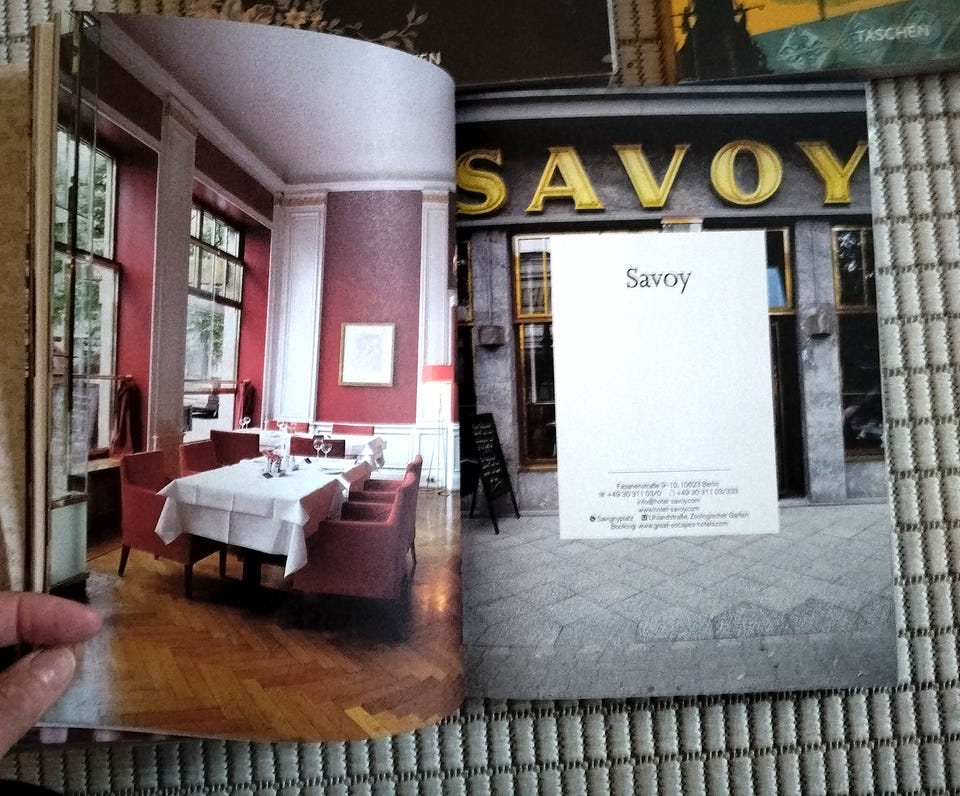 EN
TASCHEN
SAVOY
Savoy
Fasanenstraße 9–10, 10623 Berlin
+49 30 311 03/0 +49 30 311 03/333
info@hotel-savoy.com
www.hotel-savoy.com
Savignyplatz Uhlandstraße, Zoologischer Garten
Booking: www.great-escapes-hotels.com